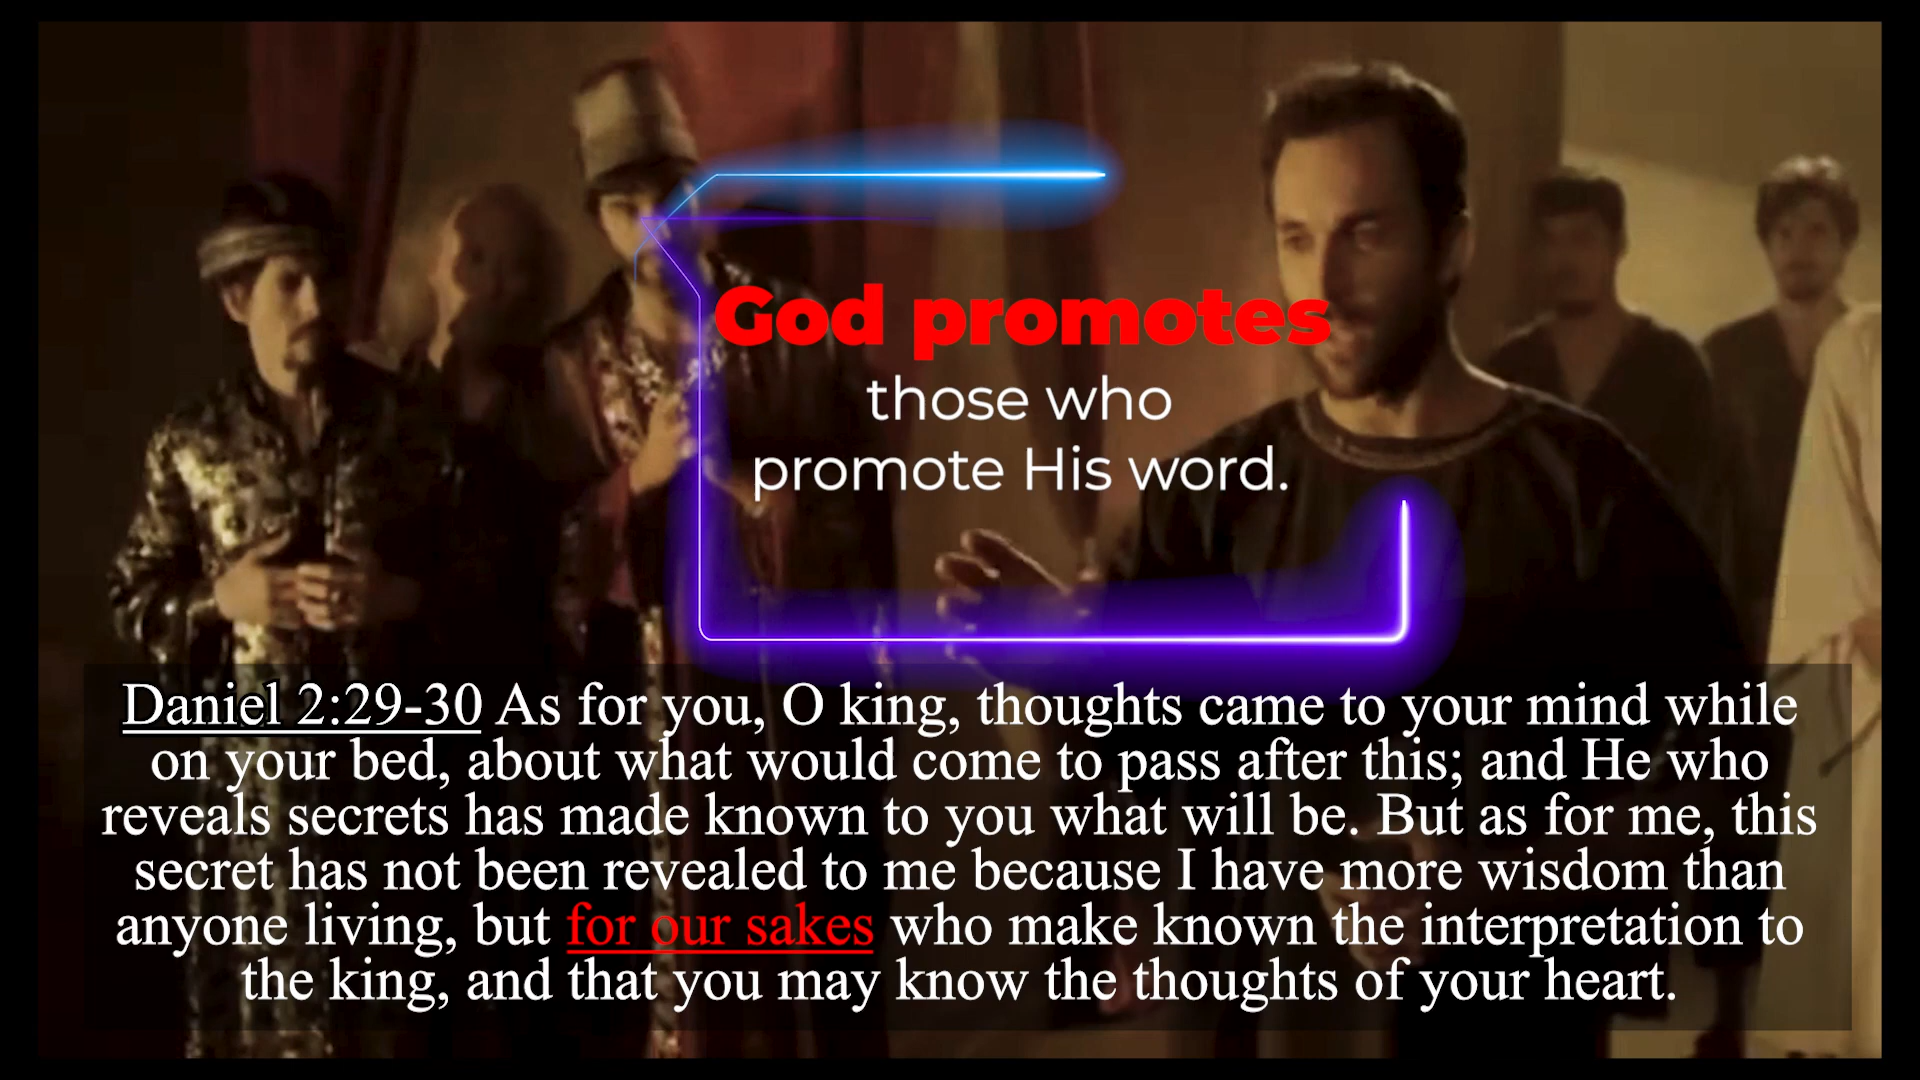 God promotes
those who
promote His word.
Daniel 2:29-30 As for you, O king, thoughts came to your mind while
on your bed, about what would come to pass after this; and He who
reveals secrets has made known to you what will be. But as for me, this
secret has not been revealed to me because I have more wisdom than
anyone living, but for our sakes who make known the interpretation to
the king, and that you may know the thoughts of your heart.